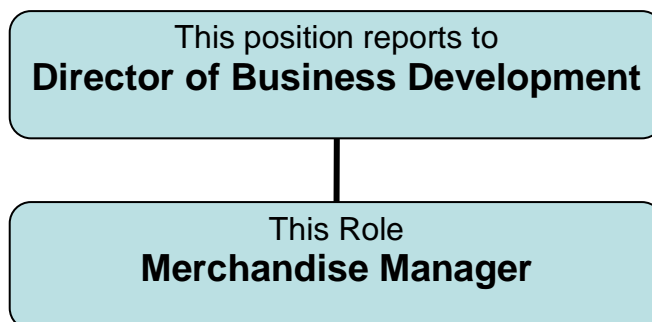 This position reports to
Director of Business Development
This Role
Merchandise Manager